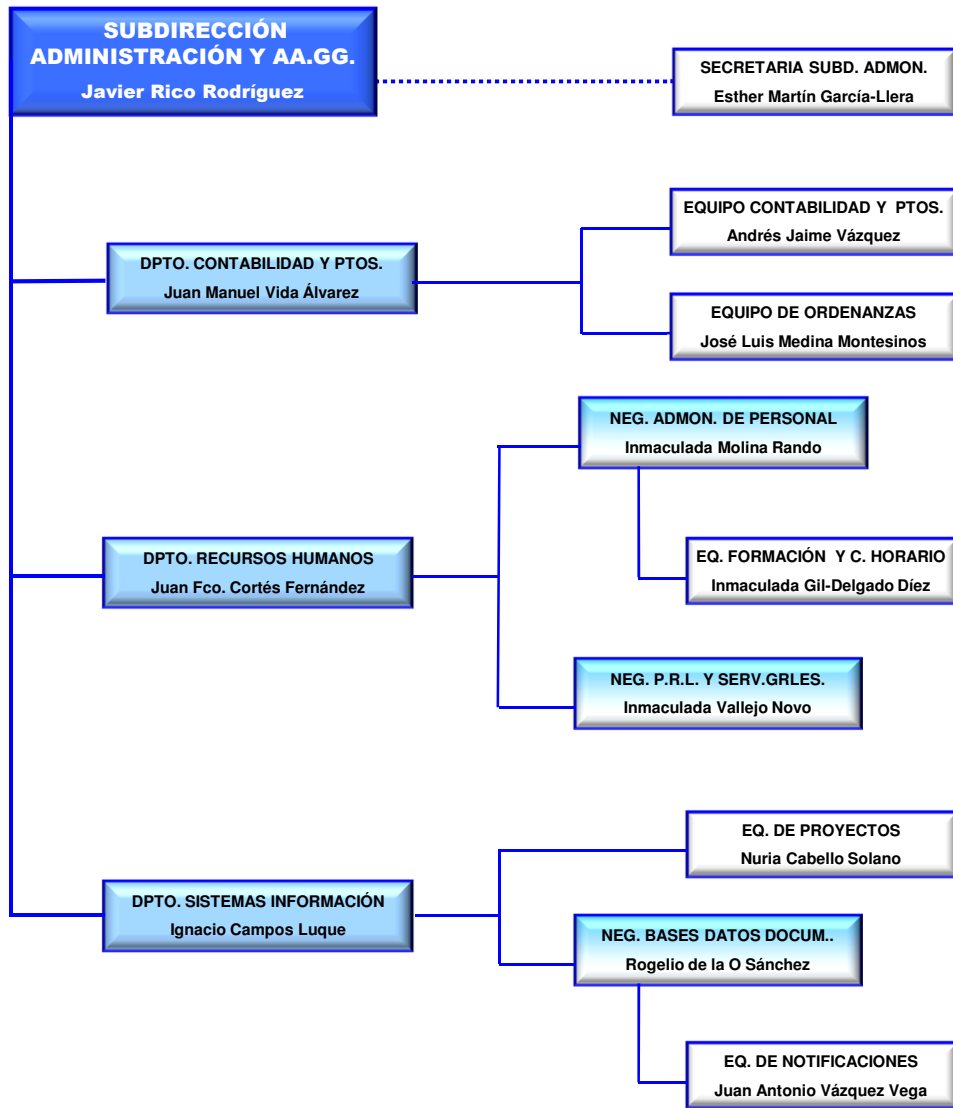 SUBDIRECCIÓN
ADMINISTRACIÓN Y AA.GG.
Javier Rico Rodríguez
SECRETARIA SUBD. ADMON.
Esther Martín García-Llera
EQUIPO CONTABILIDAD Y PTOS.
Andrés Jaime Vázquez
DPTO. CONTABILIDAD Y PTOS.
Juan Manuel Vida Álvarez
EQUIPO DE ORDENANZAS
José Luis Medina Montesinos
NEG. ADMON. DE PERSONAL
Inmaculada Molina Rando
DPTO. RECURSOS HUMANOS
Juan Fco. Cortés Fernández
EQ. FORMACIÓN Y C. HORARIO
Inmaculada Gil-Delgado Díez
NEG. P.R.L. Y SERV.GRLES.
Inmaculada Vallejo Novo
EQ. DE PROYECTOS
Nuria Cabello Solano
DPTO. SISTEMAS INFORMACIÓN
Ignacio Campos Luque
NEG. BASES DATOS DOCUM..
Rogelio de la O Sánchez
EQ. DE NOTIFICACIONES
Juan Antonio Vázquez Vega